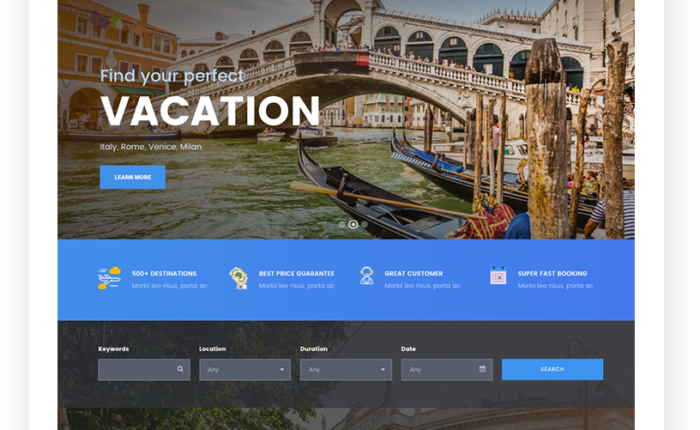 Find your perfect
VACATION
Italy, Rome, Venice, Milan
LEARN MORE
500+ DESTINATIONS
Morbi leo risus, porta ac
BEST PRICE GUARANTEE
Morbi leo risus, porta ac
GREAT CUSTOMER
Morbi leo risus, porta ac
SUPER FAST BOOKING
Morbi leo risus, porta ac
Keywords
Location
Any
Duration
Any
Date
Any
SEARCH